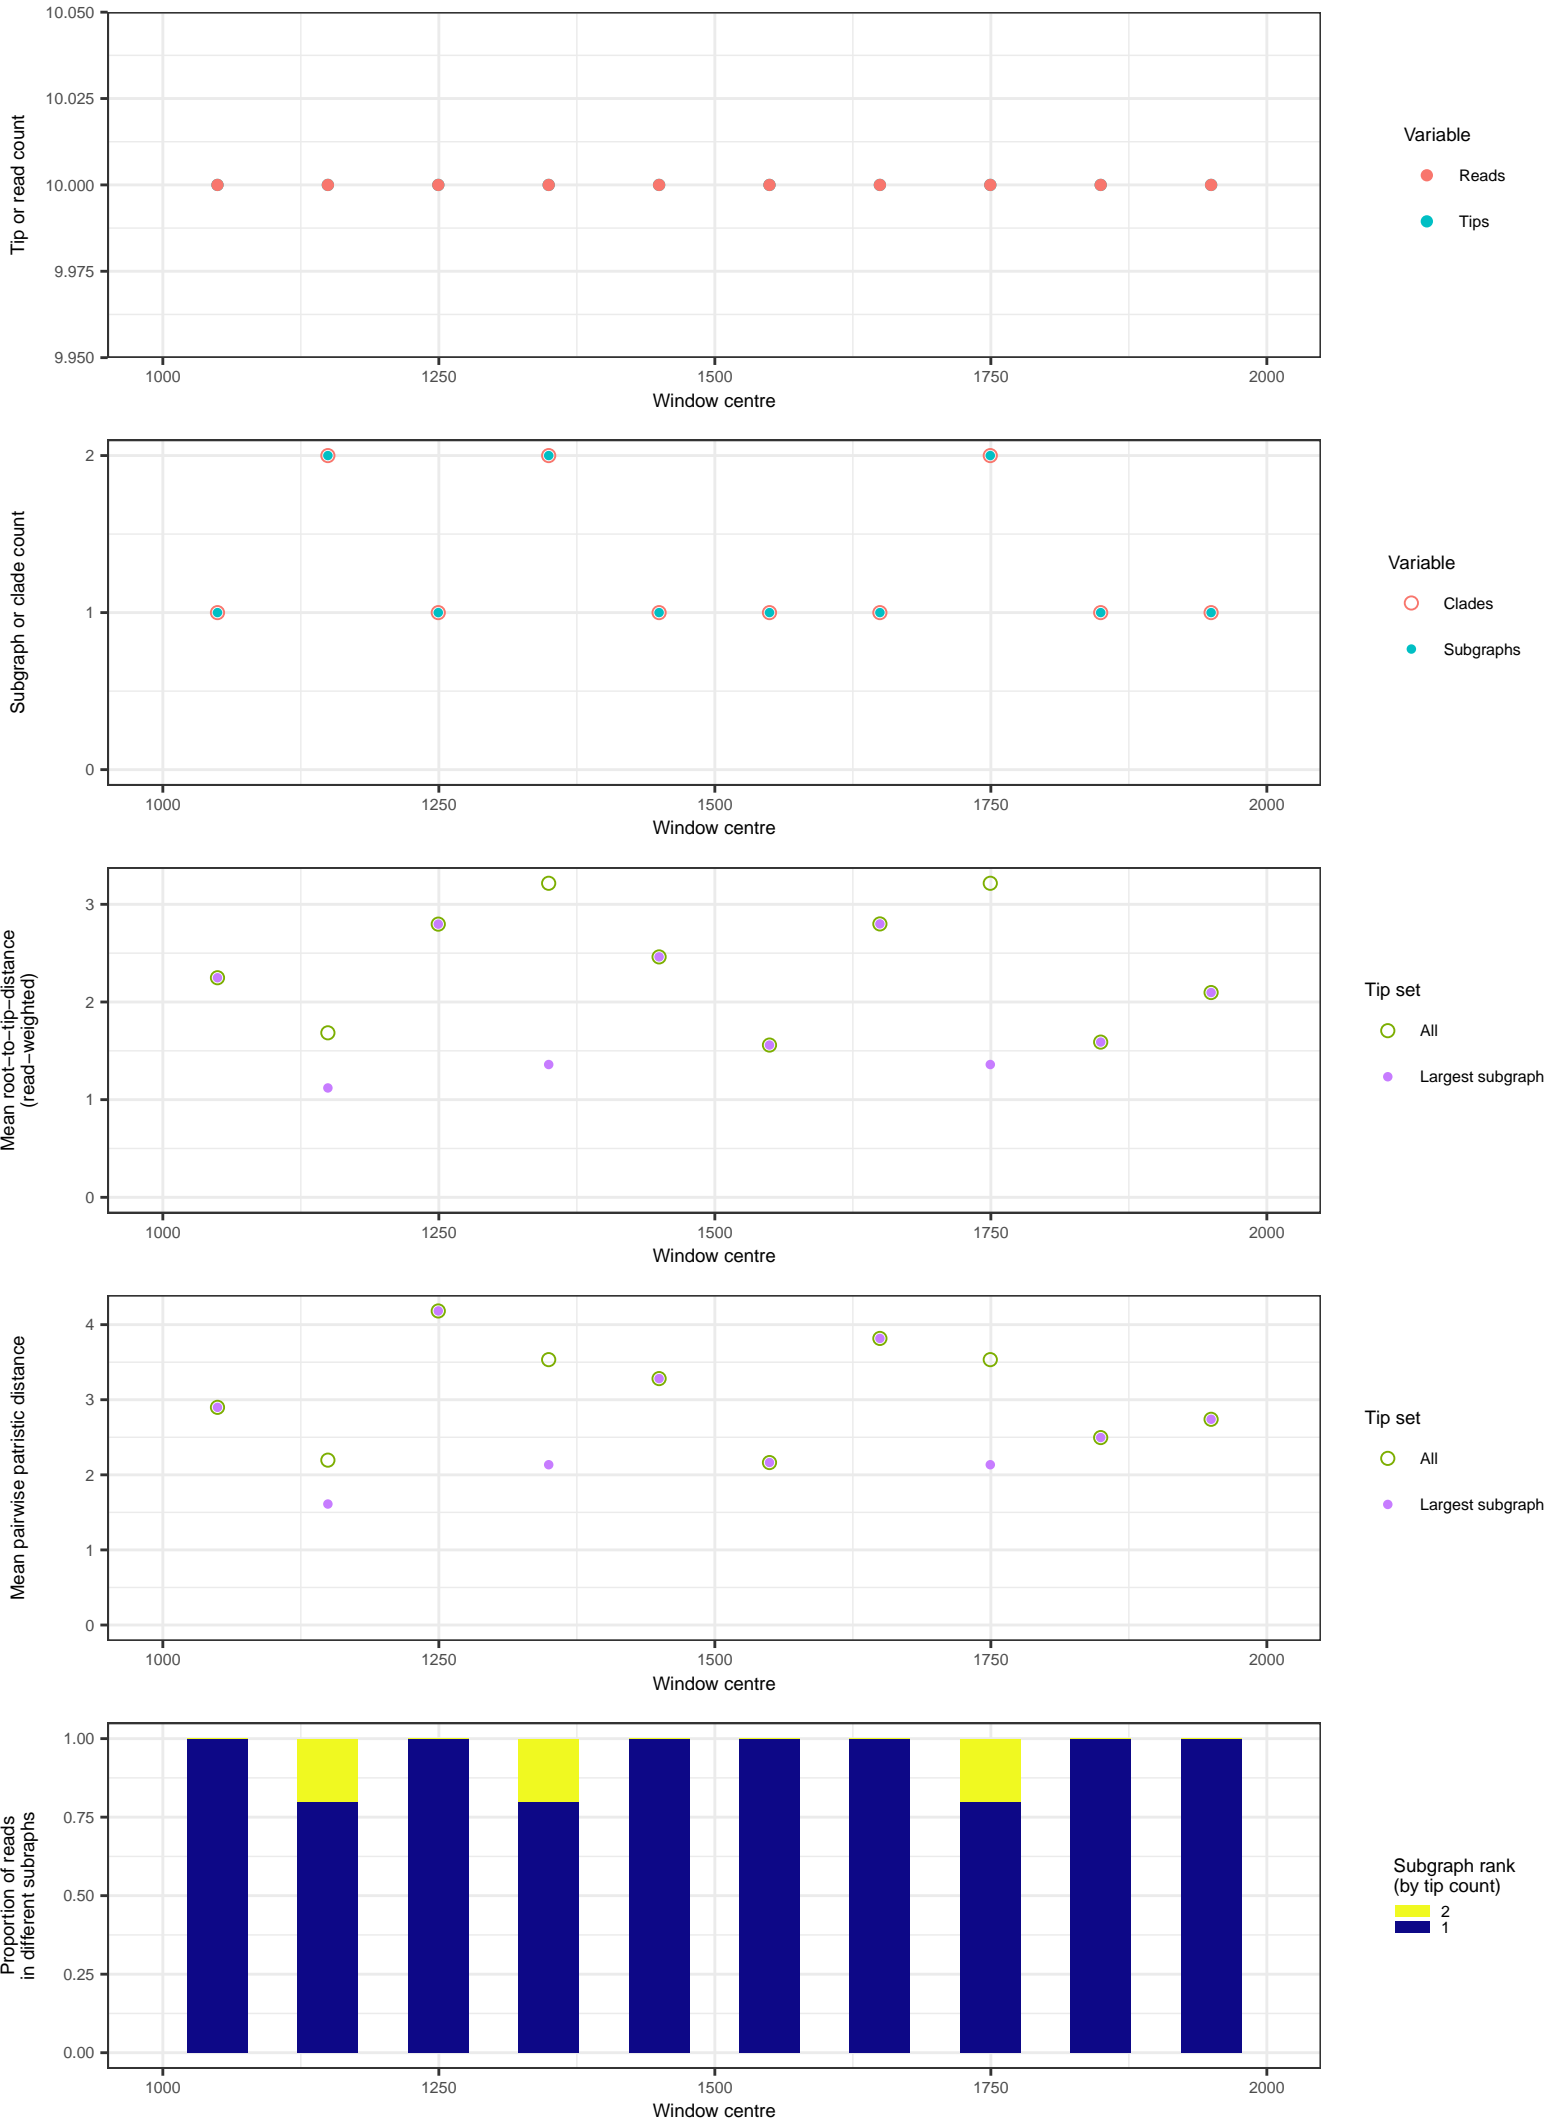 10.050
10.025
10.000
9.975
9.950
Tip or read count
1000 1250 1500 1750 2000
Window centre
Variable
Reads
Tips
2
1
0
Subgraph or clade count
1000 1250 1500 1750 2000
Window centre
Variable
Clades
Subgraphs
3
2
1
0
Mean root−to−tip−distance
(read−weighted)
1000 1250 1500 1750 2000
Window centre
Tip set
All
Largest subgraph
4
3
2
1
0
Mean pairwise patristic distance
1000 1250 1500 1750 2000
Window centre
Tip set
All
Largest subgraph
1.00
0.75
0.50
0.25
0.00
Proportion of reads
in different subraphs
1000 1250 1500 1750 2000
Window centre
Subgraph rank
(by tip count)
2
1